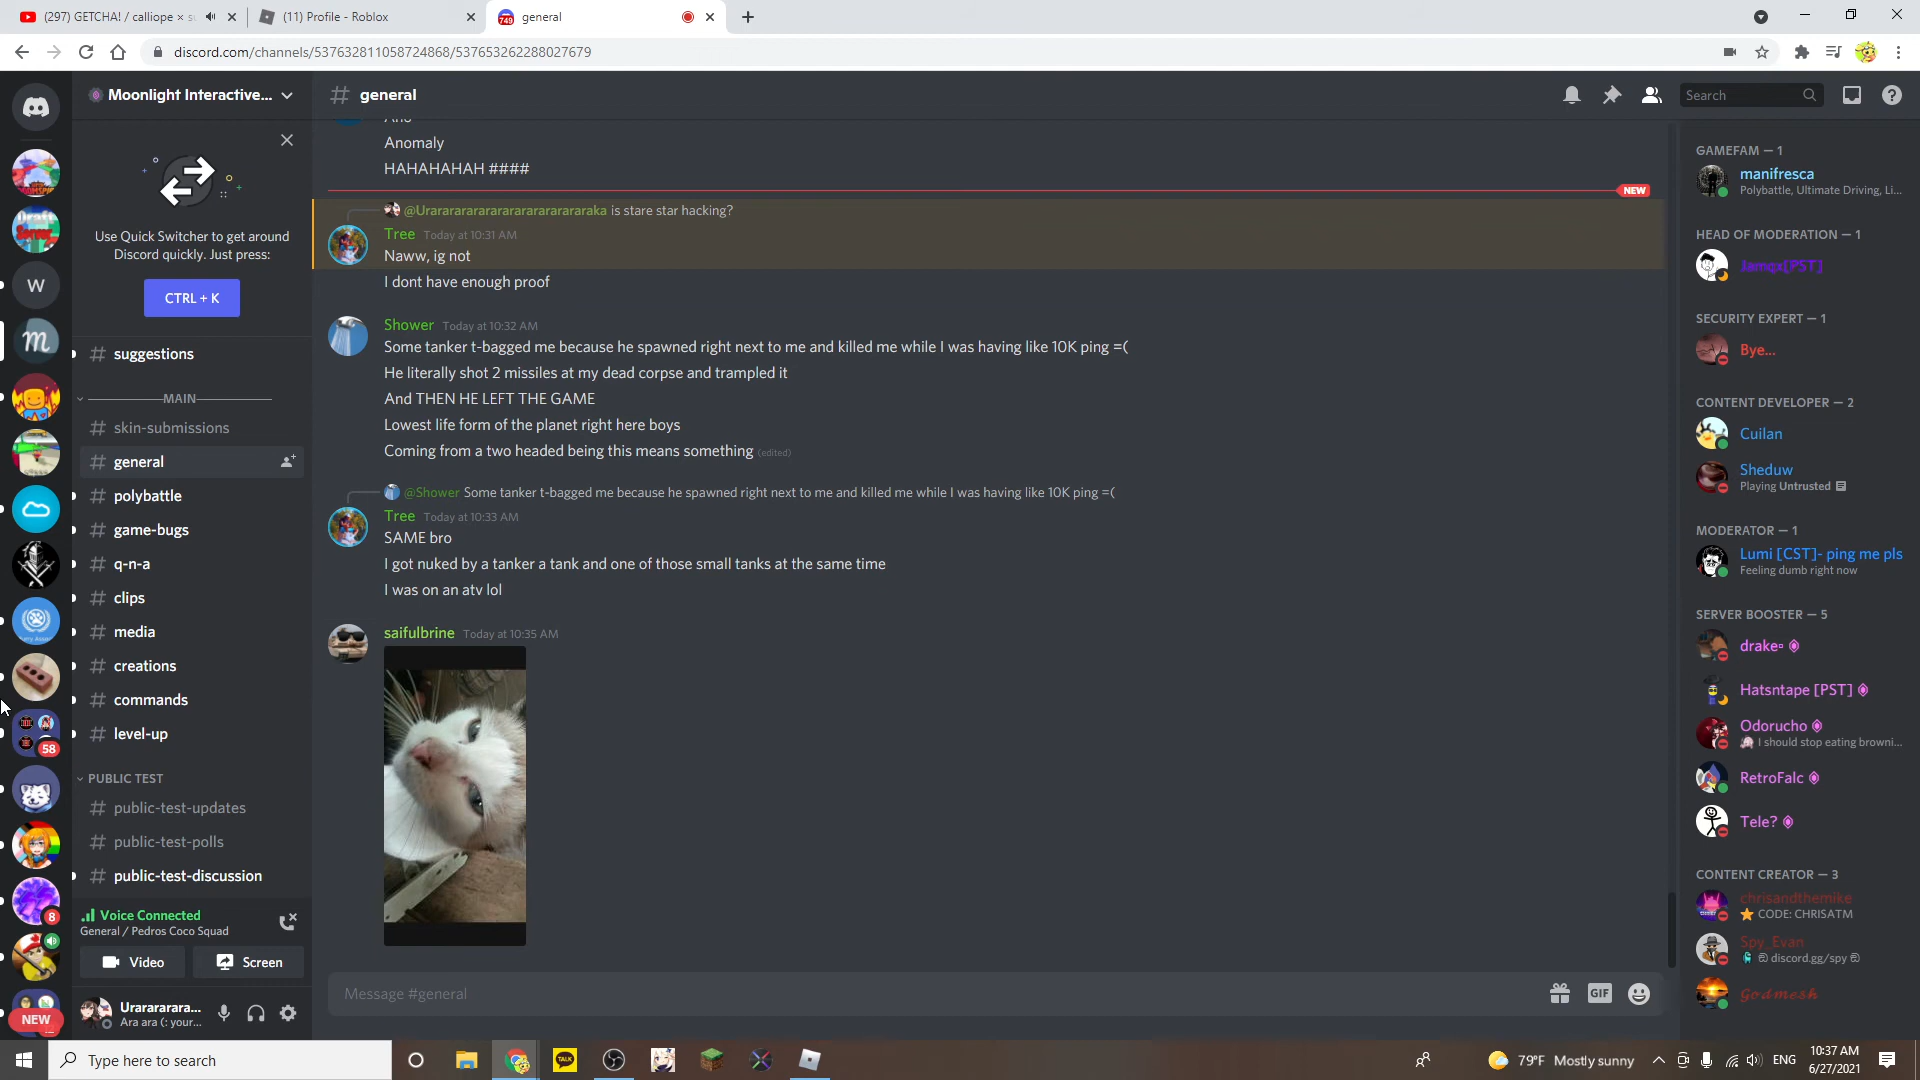 (297) GETCHA! / calliope × s
(11) Profile - Roblox
749
general
discord.com/channels/537632811058724868/537653262288027679
Moonlight Interactive...
general
Search
Use Quick Switcher to get around
Discord quickly. Just press:
CTRL + K
suggestions
MAIN
skin-submissions
general
polybattle
game-bugs
q-n-a
clips
media
creations
commands
level-up
PUBLIC TEST
public-test-updates
public-test-polls
public-test-discussion
Voice Connected
General / Pedros Coco Squad
Video
Screen
Urararárara...
Ara ara (: your...
W
m
58
8
NEW
Anomaly
HAHAHAHAH ####
NEW
@Urararararararararararararaka is stare star hacking?
Tree Today at 10:31 AM
Naww, ig not
I dont have enough proof
Shower Today at 10:32 AM
Some tanker t-bagged me because he spawned right next to me and killed me while I was having like 10K ping =(
He literally shot 2 missiles at my dead corpse and trampled it
And THEN HE LEFT THE GAME
Lowest life form of the planet right here boys
Coming from a two headed being this means something (edited)
@Shower Some tanker t-bagged me because he spawned right next to me and killed me while I was having like 10K ping =(
Tree Today at 10:33 AM
SAME bro
I got nuked by a tanker a tank and one of those small tanks at the same time
I was on an atv lol
saifulbrine Today at 10:35 AM
Message #general
GIF
GAMEFAM — 1
manifresca
Polybattle, Ultimate Driving, Li...
HEAD OF MODERATION — 1
Jamqx[PST]
SECURITY EXPERT — 1
Bye...
CONTENT DEVELOPER — 2
Cuilan
Sheduw
Playing Untrusted
MODERATOR — 1
Lumi [CST]- ping me pls
Feeling dumb right now
SERVER BOOSTER — 5
drake
Hatsntape [PST]
Odorucho
I should stop eating browni...
RetroFalc
Tele?
CONTENT CREATOR — 3
chrisandthemike
CODE: CHRISATM
Spy_Evan
discord.gg/spy
Godmesh
Type here to search
TALK
79°F Mostly sunny
ENG
10:37 AM
6/27/2021